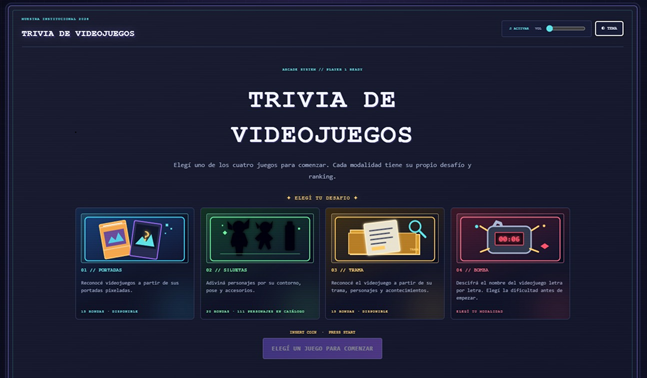 MUESTRA INSTITUCIONAL 2026
TRIVIA DE VIDEOJUEGOS
ACTIVAR VOL TEMA
ARCADE SYSTEM // PLAYER 1 READY
TRIVIA DE
VIDEOJUEGOS
Elegí uno de los cuatro juegos para comenzar. Cada modalidad tiene su propio desafío y
ranking.
✦ ELEGÍ TU DESAFÍO ✦
00:06
01 // PORTADAS
Reconocé videojuegos a partir de sus
portadas pixeladas.
15 RONDAS · DISPONIBLE
02 // SILUETAS
Adiviná personajes por su contorno,
pose y accesorios.
111 PERSONAJES EN CATÁLOGO
03 // TRAMA
Reconocé el videojuego a partir de su
trama, personajes y acontecimientos.
15 RONDAS · DISPONIBLE
04 // BOMBA
Descifrá el nombre del videojuego letra
por letra. Elegí la dificultad antes de
empezar.
ELEGÍ TU MODALIDAD
INSERT COIN · PRESS START
ELEGÍ UN JUEGO PARA COMENZAR